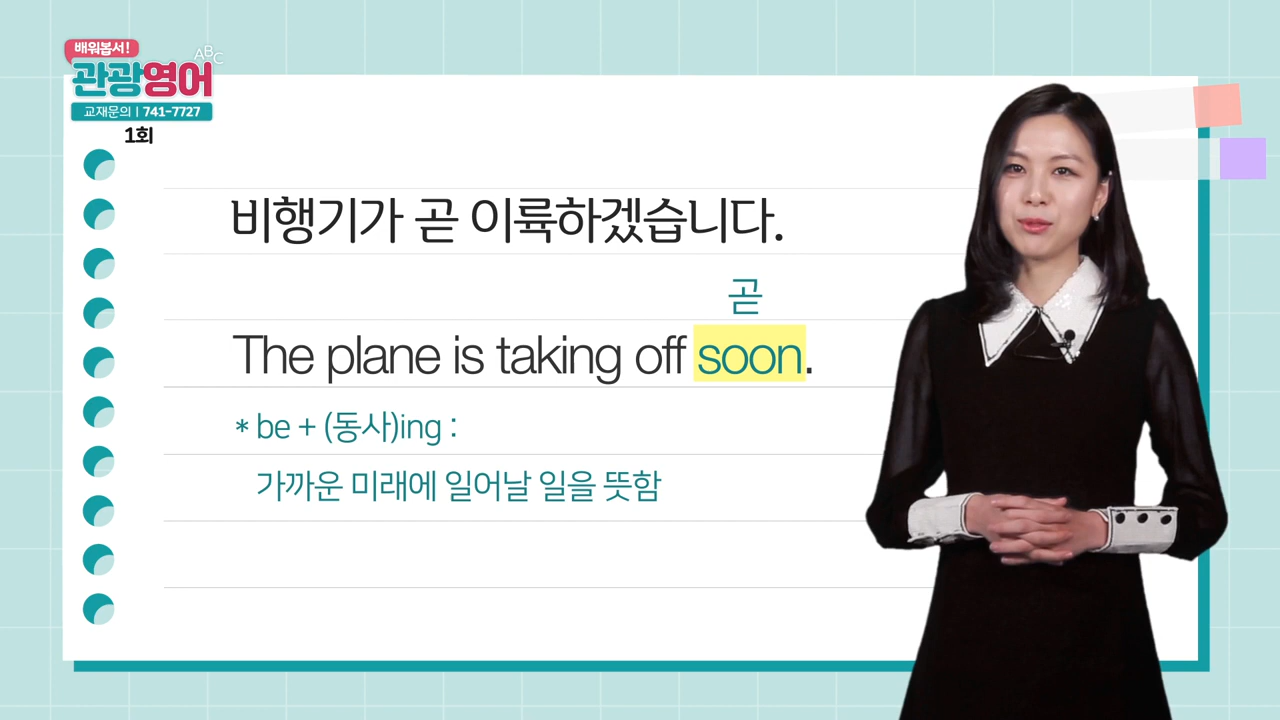 배워봅서!
ABC
관광영어
교재문의 | 741-7727
1회
비행기가 곧 이륙하겠습니다.
곧
The plane is taking off soon.
* be + (동사)ing :
가까운 미래에 일어날 일을 뜻함